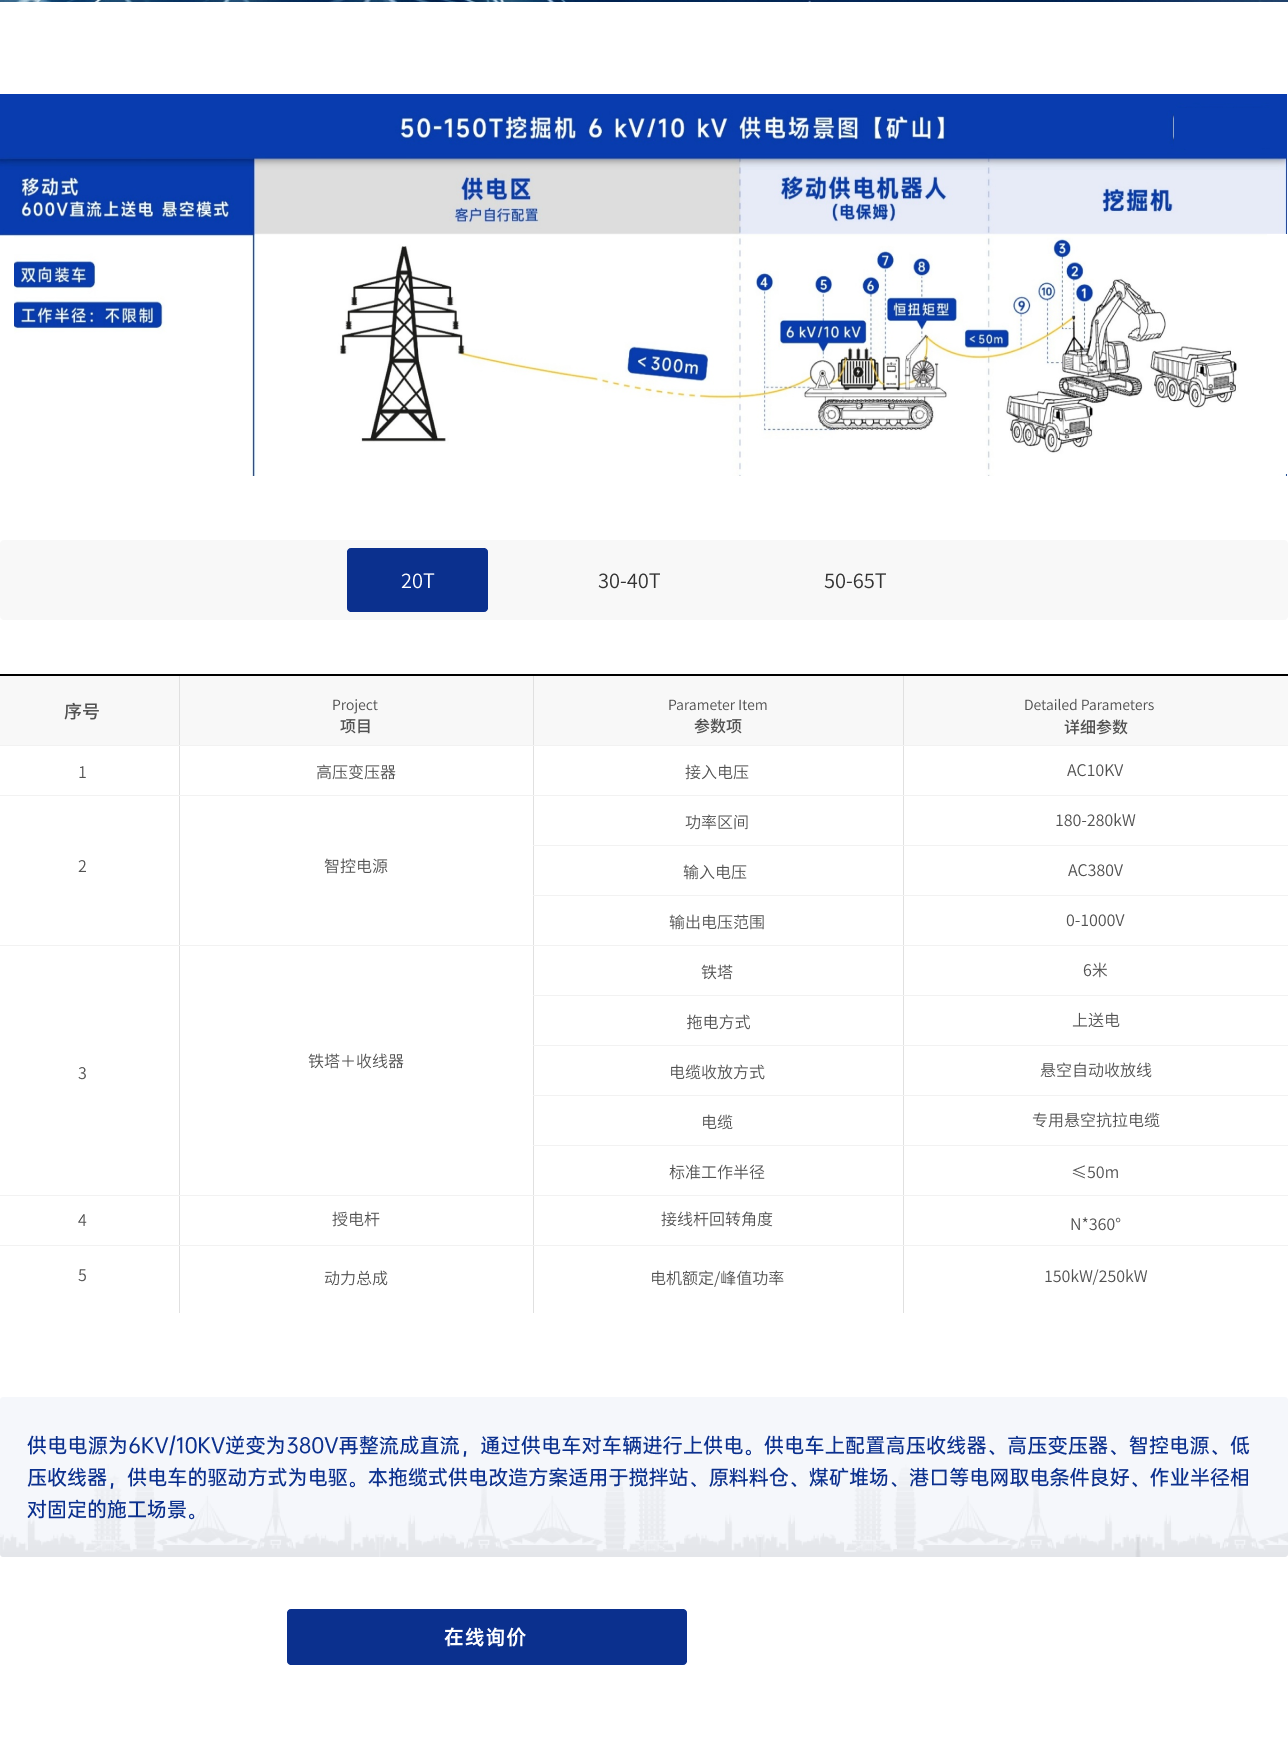 50-150T挖掘机 6 kV/10 kV 供电场景图【矿山】
移动式
600V直流上送电 悬空模式
供电区
客户自行配置
移动供电机器人
(电保姆)
挖掘机
双向装车
工作半径：不限制
<300m
4
5
6
7
8
6 kV/10 kV
恒扭矩型
<50m
9
10
3
2
1
20T
30-40T
50-65T
序号
Project
项目
Parameter Item
参数项
Detailed Parameters
详细参数
1
高压变压器
接入电压
AC10KV
2
智控电源
功率区间
180-280kW
输入电压
AC380V
输出电压范围
0-1000V
3
铁塔+收线器
铁塔
6米
拖电方式
上送电
电缆收放方式
悬空自动收放线
电缆
专用悬空抗拉电缆
标准工作半径
≤50m
4
授电杆
接线杆回转角度
N*360°
5
动力总成
电机额定/峰值功率
150kW/250kW
供电电源为6KV/10KV逆变为380V再整流成直流，通过供电车对车辆进行上供电。供电车上配置高压收线器、高压变压器、智控电源、低
压收线器，供电车的驱动方式为电驱。本拖缆式供电改造方案适用于搅拌站、原料料仓、煤矿堆场、港口等电网取电条件良好、作业半径相
对固定的施工场景。
在线询价